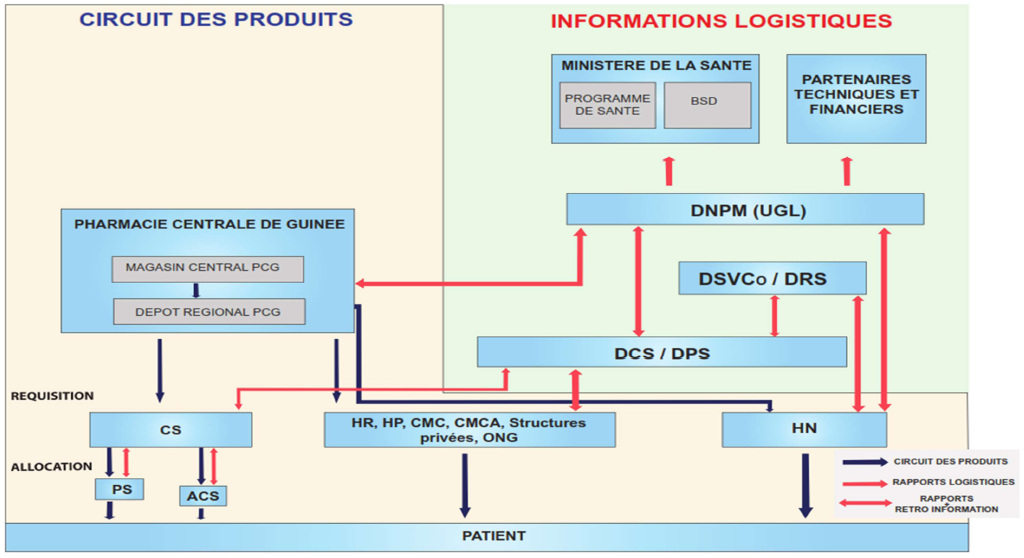 CIRCUIT DES PRODUITS
INFORMATIONS LOGISTIQUES
MINISTERE DE LA SANTE
PROGRAMME
DE SANTE
BSD
PARTENAIRES
TECHNIQUES ET
FINANCIERS
DNPM (UGL)
PHARMACIE CENTRALE DE GUINEE
MAGASIN CENTRAL PCG
DEPOT REGIONAL PCG
DSVCO / DRS
DCS / DPS
REQUISITION
CS
HR, HP, CMC, CMCA, Structures
privées, ONG
HN
ALLOCATION
PS
ACS
CIRCUIT DES PRODUITS
RAPPORTS LOGISTIQUES
RAPPORTS
+
RETRO INFORMATION
PATIENT